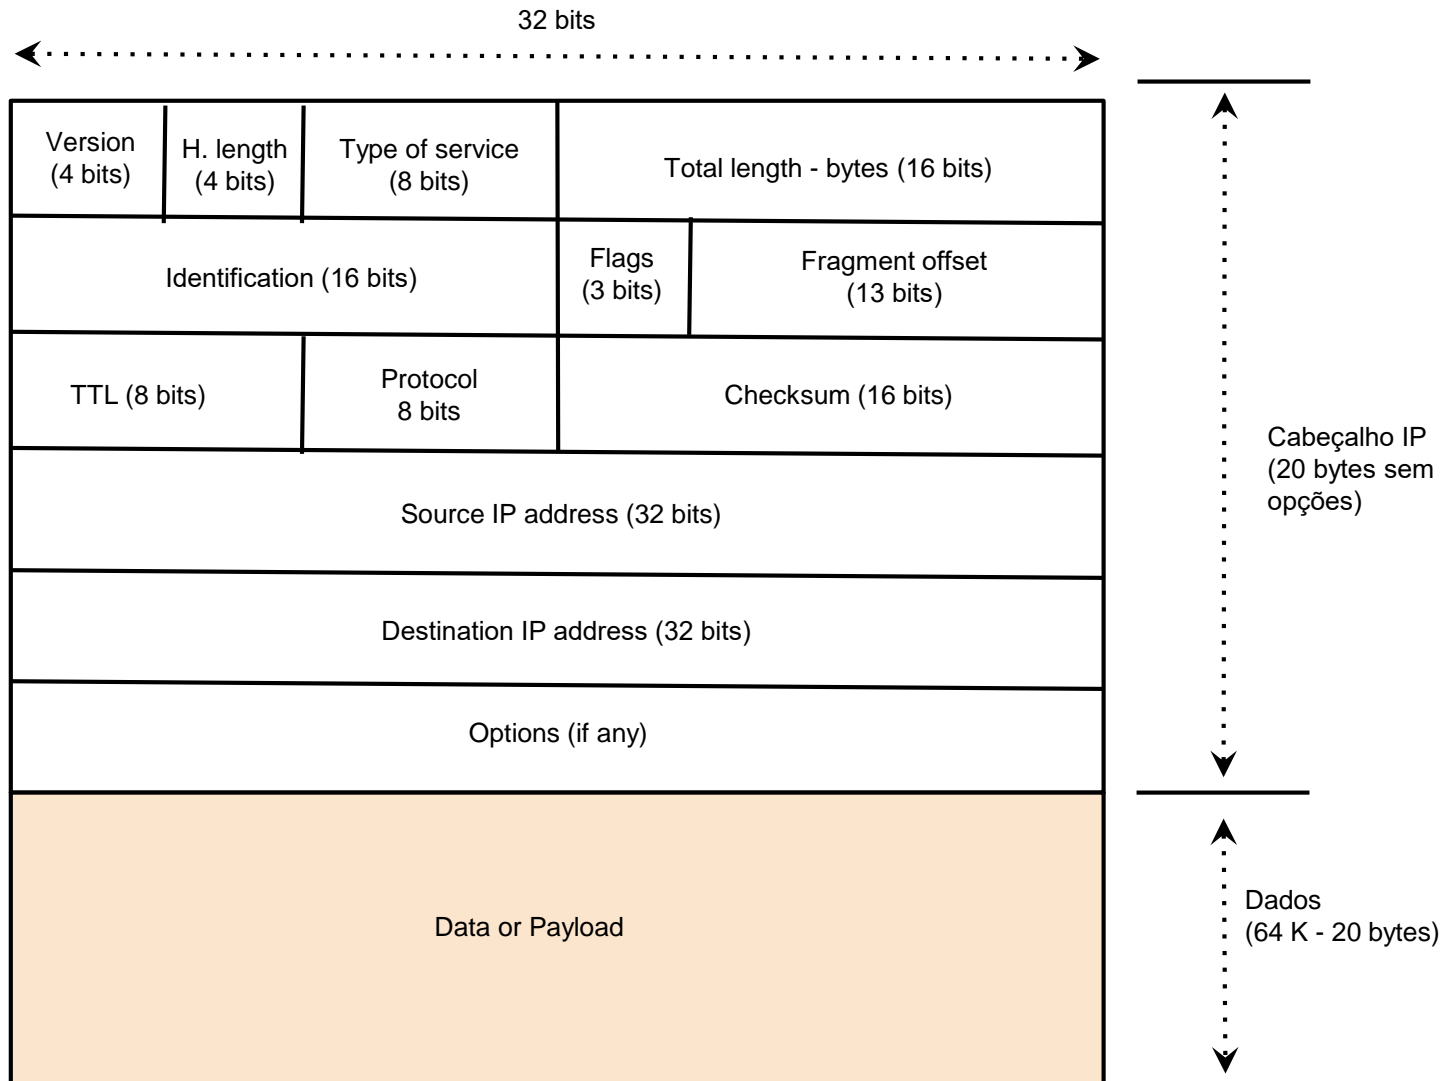 32 bits
Version
(4 bits)
H. length
(4 bits)
Type of service
(8 bits)
Total length - bytes (16 bits)
Identification (16 bits)
Flags
(3 bits)
Fragment offset
(13 bits)
TTL (8 bits)
Protocol
8 bits
Checksum (16 bits)
Source IP address (32 bits)
Destination IP address (32 bits)
Options (if any)
Cabeçalho IP
(20 bytes sem
opções)
Data or Payload
Dados
(64 K - 20 bytes)